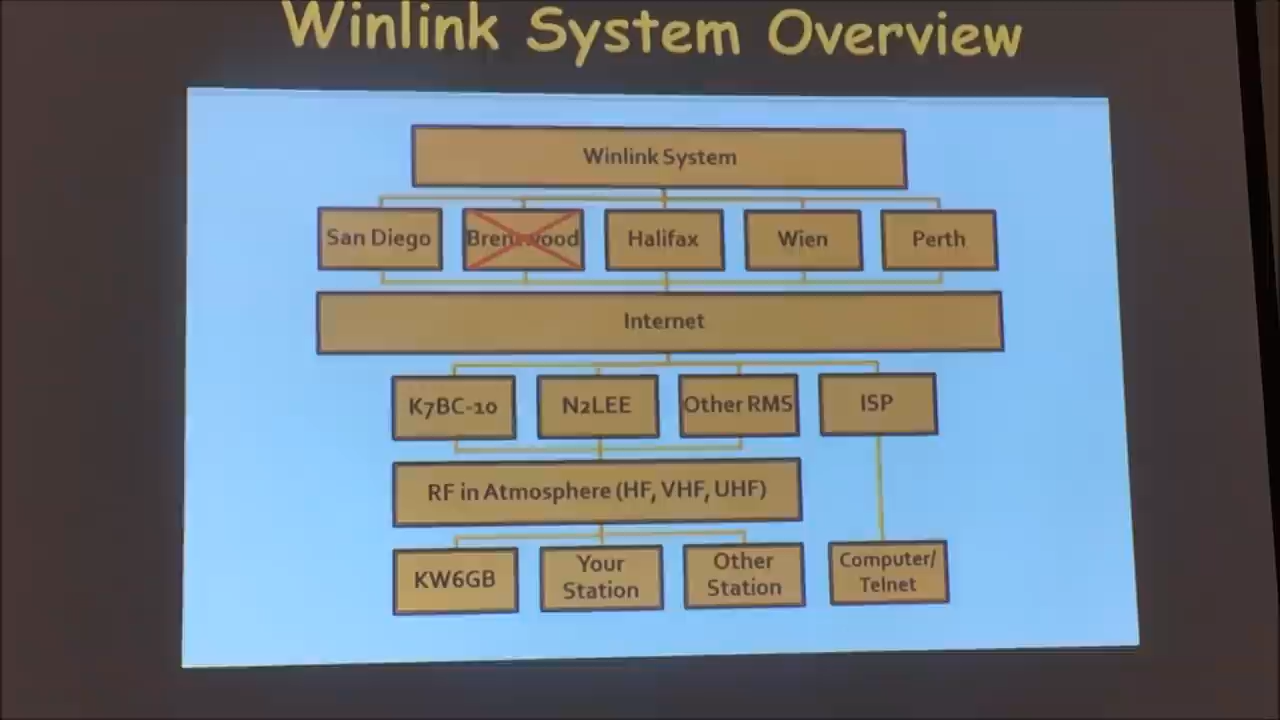 Winlink System Overview
Winlink System
San Diego
Brentwood
Halifax
Wien
Perth
Internet
K7BC-10
N2LEE
Other RMS
ISP
RF in Atmosphere (HF, VHF, UHF)
KW6GB
Your
Station
Other
Station
Computer/
Telnet